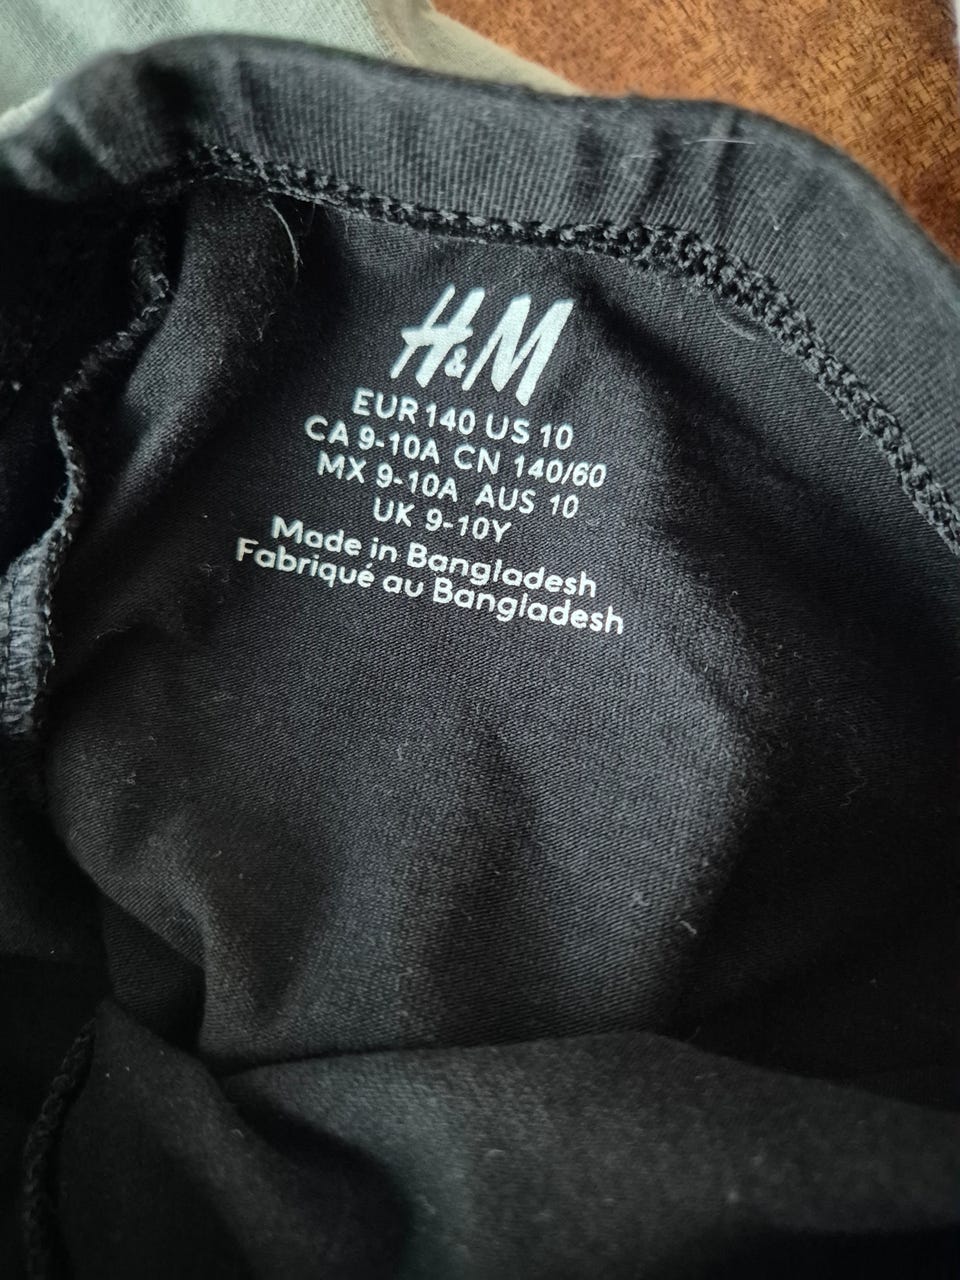 H&M
EUR 140 US 10
CA 9-10A CN 140/60
MX 9-10A AUS 10
UK 9-10Y
Made in Bangladesh
Fabriqué au Bangladesh